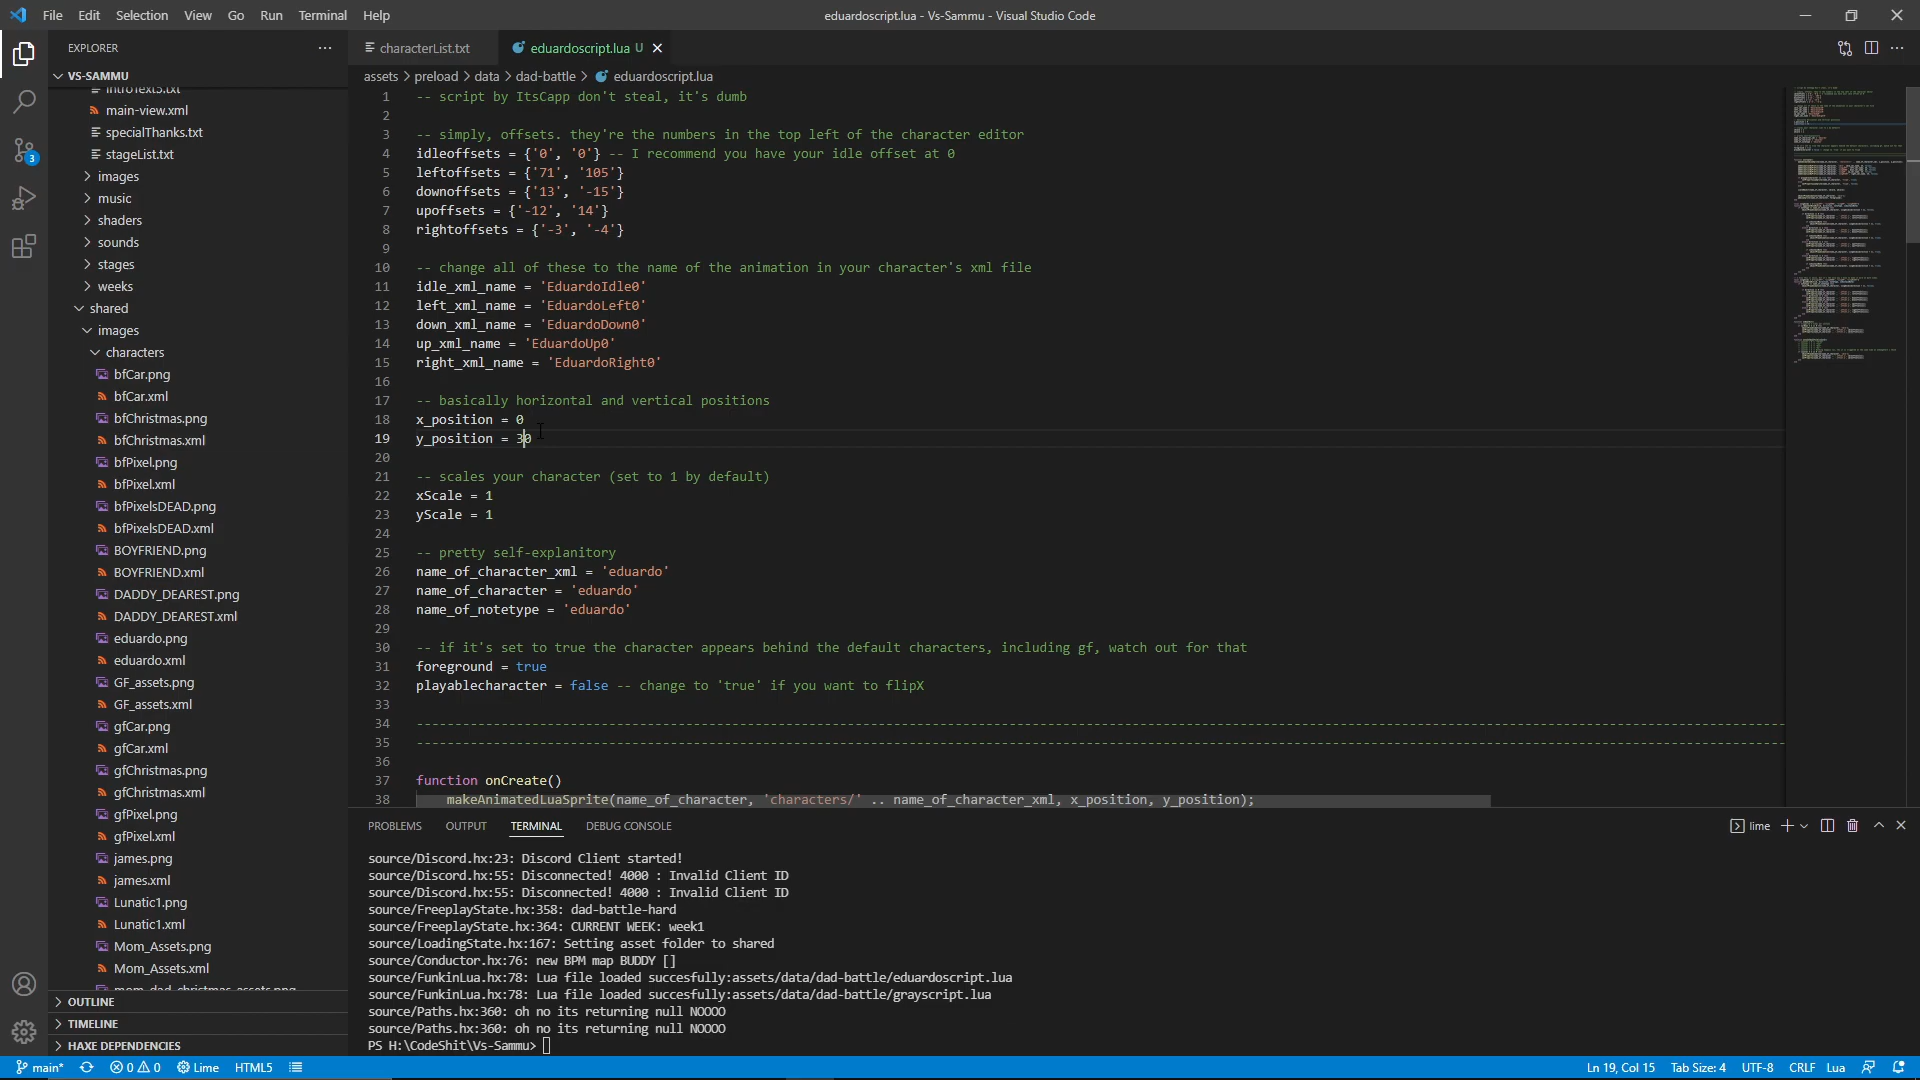 File Edit Selection View Go Run Terminal Help
eduardoscript.lua - Vs-Sammu - Visual Studio Code
EXPLORER
VS-SAMMU
introText3.txt
main-view.xml
specialThanks.txt
stageList.txt
images
music
shaders
sounds
stages
weeks
shared
images
characters
bfCar.png
bfCar.xml
bfChristmas.png
bfChristmas.xml
bfPixel.png
bfPixel.xml
bfPixelsDEAD.png
bfPixelsDEAD.xml
BOYFRIEND.png
BOYFRIEND.xml
DADDY_DEAREST.png
DADDY_DEAREST.xml
eduardo.png
eduardo.xml
GF_assets.png
GF_assets.xml
gfCar.png
gfCar.xml
gfChristmas.png
gfChristmas.xml
gfPixel.png
gfPixel.xml
james.png
james.xml
Lunatic1.png
Lunatic1.xml
Mom_Assets.png
Mom_Assets.xml
mom_dad_christmas_assets.png
OUTLINE
TIMELINE
HAXE DEPENDENCIES
3
characterList.txt
eduardoscript.lua U
assets > preload > data > dad-battle > eduardoscript.lua
1 -- script by ItsCapp don't steal, it's dumb
2
3 -- simply, offsets. they're the numbers in the top left of the character editor
4 idleoffsets = {'0', '0'} -- I recommend you have your idle offset at 0
5 leftoffsets = {'71', '105'}
6 downoffsets = {'13', '-15'}
7 upoffsets = {'-12', '14'}
8 rightoffsets = {'-3', '-4'}
9
10 -- change all of these to the name of the animation in your character's xml file
11 idle_xml_name = 'EduardoIdle0'
12 left_xml_name = 'EduardoLeft0'
13 down_xml_name = 'EduardoDown0'
14 up_xml_name = 'EduardoUp0'
15 right_xml_name = 'EduardoRight0'
16
17 -- basically horizontal and vertical positions
18 x_position = 0
19 y_position = 30
20
21 -- scales your character (set to 1 by default)
22 xScale = 1
23 yScale = 1
24
25 -- pretty self-explanitory
26 name_of_character_xml = 'eduardo'
27 name_of_character = 'eduardo'
28 name_of_notetype = 'eduardo'
29
30 -- if it's set to true the character appears behind the default characters, including gf, watch out for that
31 foreground = true
32 playablecharacter = false -- change to 'true' if you want to flipX
33
34 ----------------------------------------------------------------
35 ----------------------------------------------------------------
36
37 function onCreate()
38 makeAnimatedLuaSprite(name_of_character, 'characters/' .. name_of_character_xml, x_position, y_position);
PROBLEMS OUTPUT TERMINAL DEBUG CONSOLE
lime
source/Discord.hx:23: Discord Client started!
source/Discord.hx:55: Disconnected! 4000 : Invalid Client ID
source/Discord.hx:55: Disconnected! 4000 : Invalid Client ID
source/FreeplayState.hx:358: dad-battle-hard
source/FreeplayState.hx:364: CURRENT WEEK: week1
source/LoadingState.hx:167: Setting asset folder to shared
source/Conductor.hx:76: new BPM map BUDDY []
source/FunkinLua.hx:78: Lua file loaded succesfully:assets/data/dad-battle/eduardoscript.lua
source/FunkinLua.hx:78: Lua file loaded succesfully:assets/data/dad-battle/grayscript.lua
source/Paths.hx:360: oh no its returning null NOOOO
source/Paths.hx:360: oh no its returning null NOOOO
PS H:\CodeShit\Vs-Sammu>
main* 0 0 Lime HTML5
Ln 19, Col 15 Tab Size: 4 UTF-8 CRLF Lua